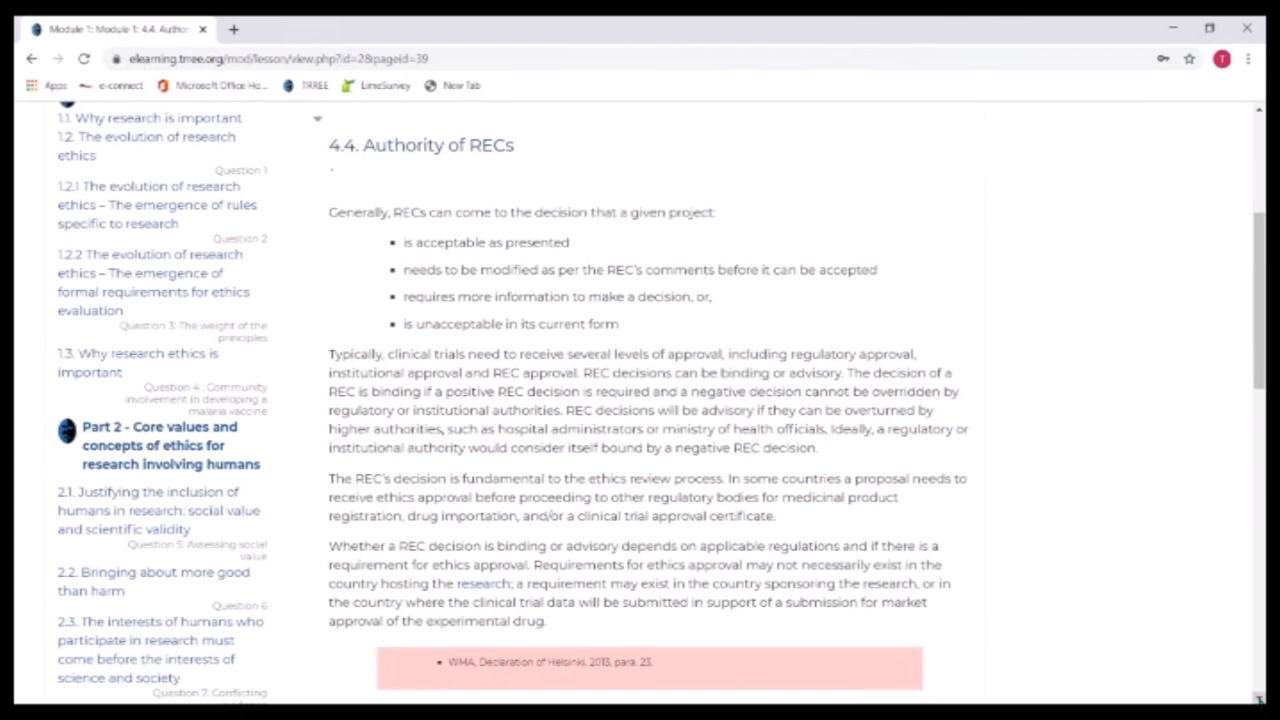 Module 1: Module 1: 4.4. Autho
elearning.trree.org/mod/lesson/view.php?id=2&pageid=39
T
Apps
e-connect
Microsoft Office Ho...
TRREE
LimeSurvey
New Tab
1.1. Why research is important
1.2. The evolution of research
ethics
Question 1
1.2.1 The evolution of research
ethics – The emergence of rules
specific to research
Question 2
1.2.2 The evolution of research
ethics – The emergence of
formal requirements for ethics
evaluation
Question 3: The weight of the
principles
1.3. Why research ethics is
important
Question 4 : Community
involvement in developing a
malaria vaccine
Part 2 - Core values and
concepts of ethics for
research involving humans
2.1. Justifying the inclusion of
humans in research: social value
and scientific validity
Question 5: Assessing social
value
2.2. Bringing about more good
than harm
Question 6
2.3. The interests of humans who
participate in research must
come before the interests of
science and society
Question 7: Conflicting
4.4. Authority of RECs
Generally, RECs can come to the decision that a given project:
▪ is acceptable as presented
▪ needs to be modified as per the REC's comments before it can be accepted
▪ requires more information to make a decision, or,
▪ is unacceptable in its current form
Typically, clinical trials need to receive several levels of approval, including regulatory approval,
institutional approval and REC approval. REC decisions can be binding or advisory. The decision of a
REC is binding if a positive REC decision is required and a negative decision cannot be overridden by
regulatory or institutional authorities. REC decisions will be advisory if they can be overturned by
higher authorities, such as hospital administrators or ministry of health officials. Ideally, a regulatory or
institutional authority would consider itself bound by a negative REC decision.
The REC's decision is fundamental to the ethics review process. In some countries a proposal needs to
receive ethics approval before proceeding to other regulatory bodies for medicinal product
registration, drug importation, and/or a clinical trial approval certificate.
Whether a REC decision is binding or advisory depends on applicable regulations and if there is a
requirement for ethics approval. Requirements for ethics approval may not necessarily exist in the
country hosting the research; a requirement may exist in the country sponsoring the research, or in
the country where the clinical trial data will be submitted in support of a submission for market
approval of the experimental drug.
▪ WMA, Declaration of Helsinki, 2013, para. 23.